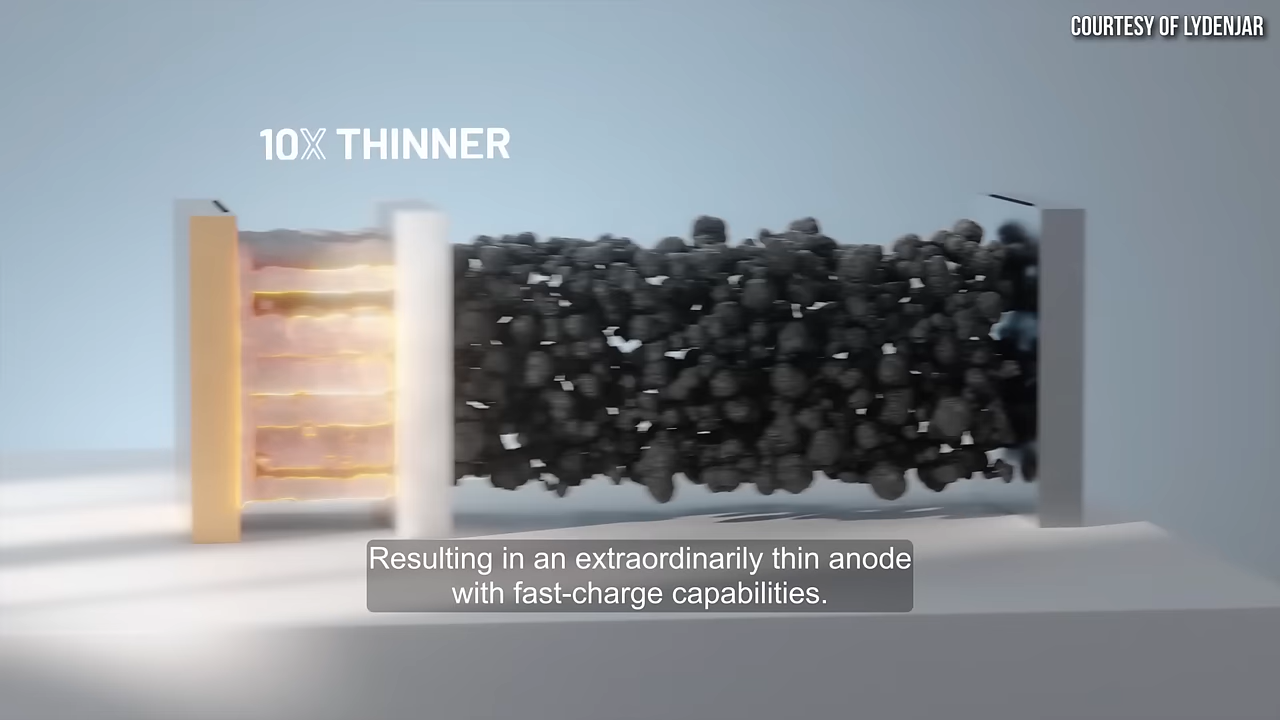 COURTESY OF LYDENJAR
10X THINNER
Resulting in an extraordinarily thin anode
with fast-charge capabilities.